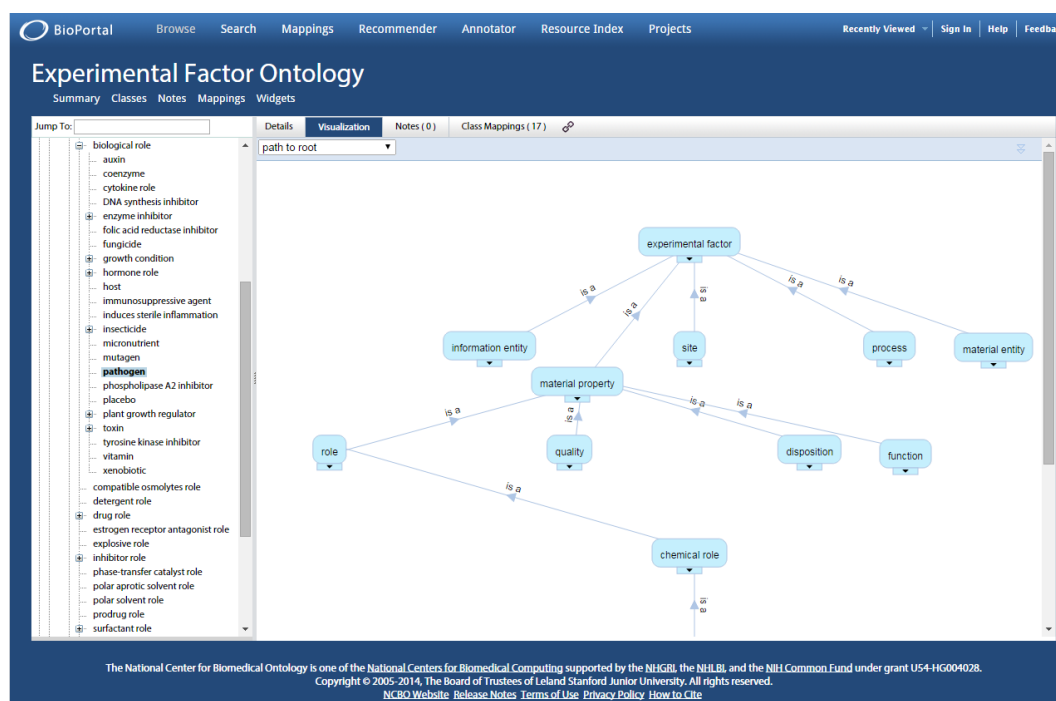 BioPortal Browse Search Mappings Recommender Annotator Resource Index Projects Recently Viewed Sign In Help Feedba
Experimental Factor Ontology
Summary Classes Notes Mappings Widgets
Jump To:
Details Visualization Notes ( 0 ) Class Mappings ( 17 )
path to root
biological role
auxin
coenzyme
cytokine role
DNA synthesis inhibitor
enzyme inhibitor
folic acid reductase inhibitor
fungicide
growth condition
hormone role
host
immunosuppressive agent
induces sterile inflammation
insecticide
micronutrient
mutagen
pathogen
phospholipase A2 inhibitor
placebo
plant growth regulator
toxin
tyrosine kinase inhibitor
vitamin
xenobiotic
compatible osmolytes role
detergent role
drug role
estrogen receptor antagonist role
explosive role
inhibitor role
phase-transfer catalyst role
polar aprotic solvent role
polar solvent role
prodrug role
surfactant role
experimental factor
is a
is a
is a
is a
is a
information entity
site
process
material entity
material property
is a
is a
is a
is a
role
quality
disposition
function
is a
chemical role
is a
The National Center for Biomedical Ontology is one of the National Centers for Biomedical Computing supported by the NHGRI, the NHLBI, and the NIH Common Fund under grant U54-HG004028.
Copyright © 2005-2014, The Board of Trustees of Leland Stanford Junior University. All rights reserved.
NCBO Website Release Notes Terms of Use Privacy Policy How to Cite